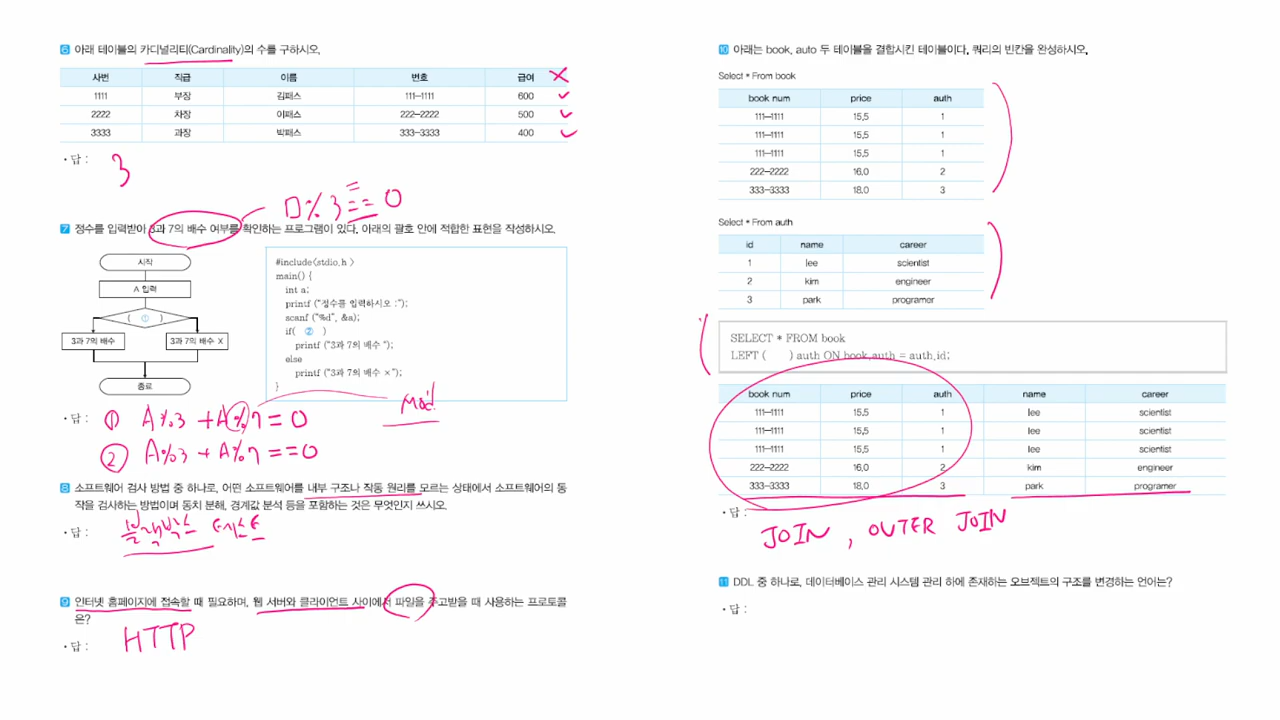 6 아래 테이블의 카디널리티(Cardinality)의 수를 구하시오.
사번 직급 이름 번호 급여
1111 부장 김패스 111-1111 600
2222 차장 이패스 222-2222 500
3333 과장 박패스 333-3333 400
• 답 : 3
□%3 == 0
7 정수를 입력받아 3과 7의 배수 여부를 확인하는 프로그램이 있다. 아래의 괄호 안에 적합한 표현을 작성하시오.
시작
A 입력
( ① )
3과 7의 배수
3과 7의 배수 X
종료
#include<stdio.h >
main() {
int a;
printf ("정수를 입력하시오 :");
scanf ("%d", &a);
if( ② )
printf ("3과 7의 배수 ");
else
printf ("3과 7의 배수 ×");
}
Mod
• 답 : ① A%3 + A%7 = 0
② A%3 + A%7 == 0
8 소프트웨어 검사 방법 중 하나로, 어떤 소프트웨어를 내부 구조나 작동 원리를 모르는 상태에서 소프트웨어의 동
작을 검사하는 방법이며 동치 분해, 경계값 분석 등을 포함하는 것은 무엇인지 쓰시오.
• 답 : 블랙박스 테스트
9 인터넷 홈페이지에 접속할 때 필요하며, 웹 서버와 클라이언트 사이에서 파일을 주고받을 때 사용하는 프로토콜
은?
• 답 : HTTP
10 아래는 book, auto 두 테이블을 결합시킨 테이블이다. 쿼리의 빈칸을 완성하시오.
Select * From book
book num price auth
111-1111 15.5 1
111-1111 15.5 1
111-1111 15.5 1
222-2222 16.0 2
333-3333 18.0 3
Select * From auth
id name career
1 lee scientist
2 kim engineer
3 park programer
SELECT * FROM book
LEFT ( ) auth ON book.auth = auth.id;
book num price auth name career
111-1111 15.5 1 lee scientist
111-1111 15.5 1 lee scientist
111-1111 15.5 1 lee scientist
222-2222 16.0 2 kim engineer
333-3333 18.0 3 park programer
• 답 :
JOIN , OUTER JOIN
11 DDL 중 하나로, 데이터베이스 관리 시스템 관리 하에 존재하는 오브젝트의 구조를 변경하는 언어는?
• 답 :